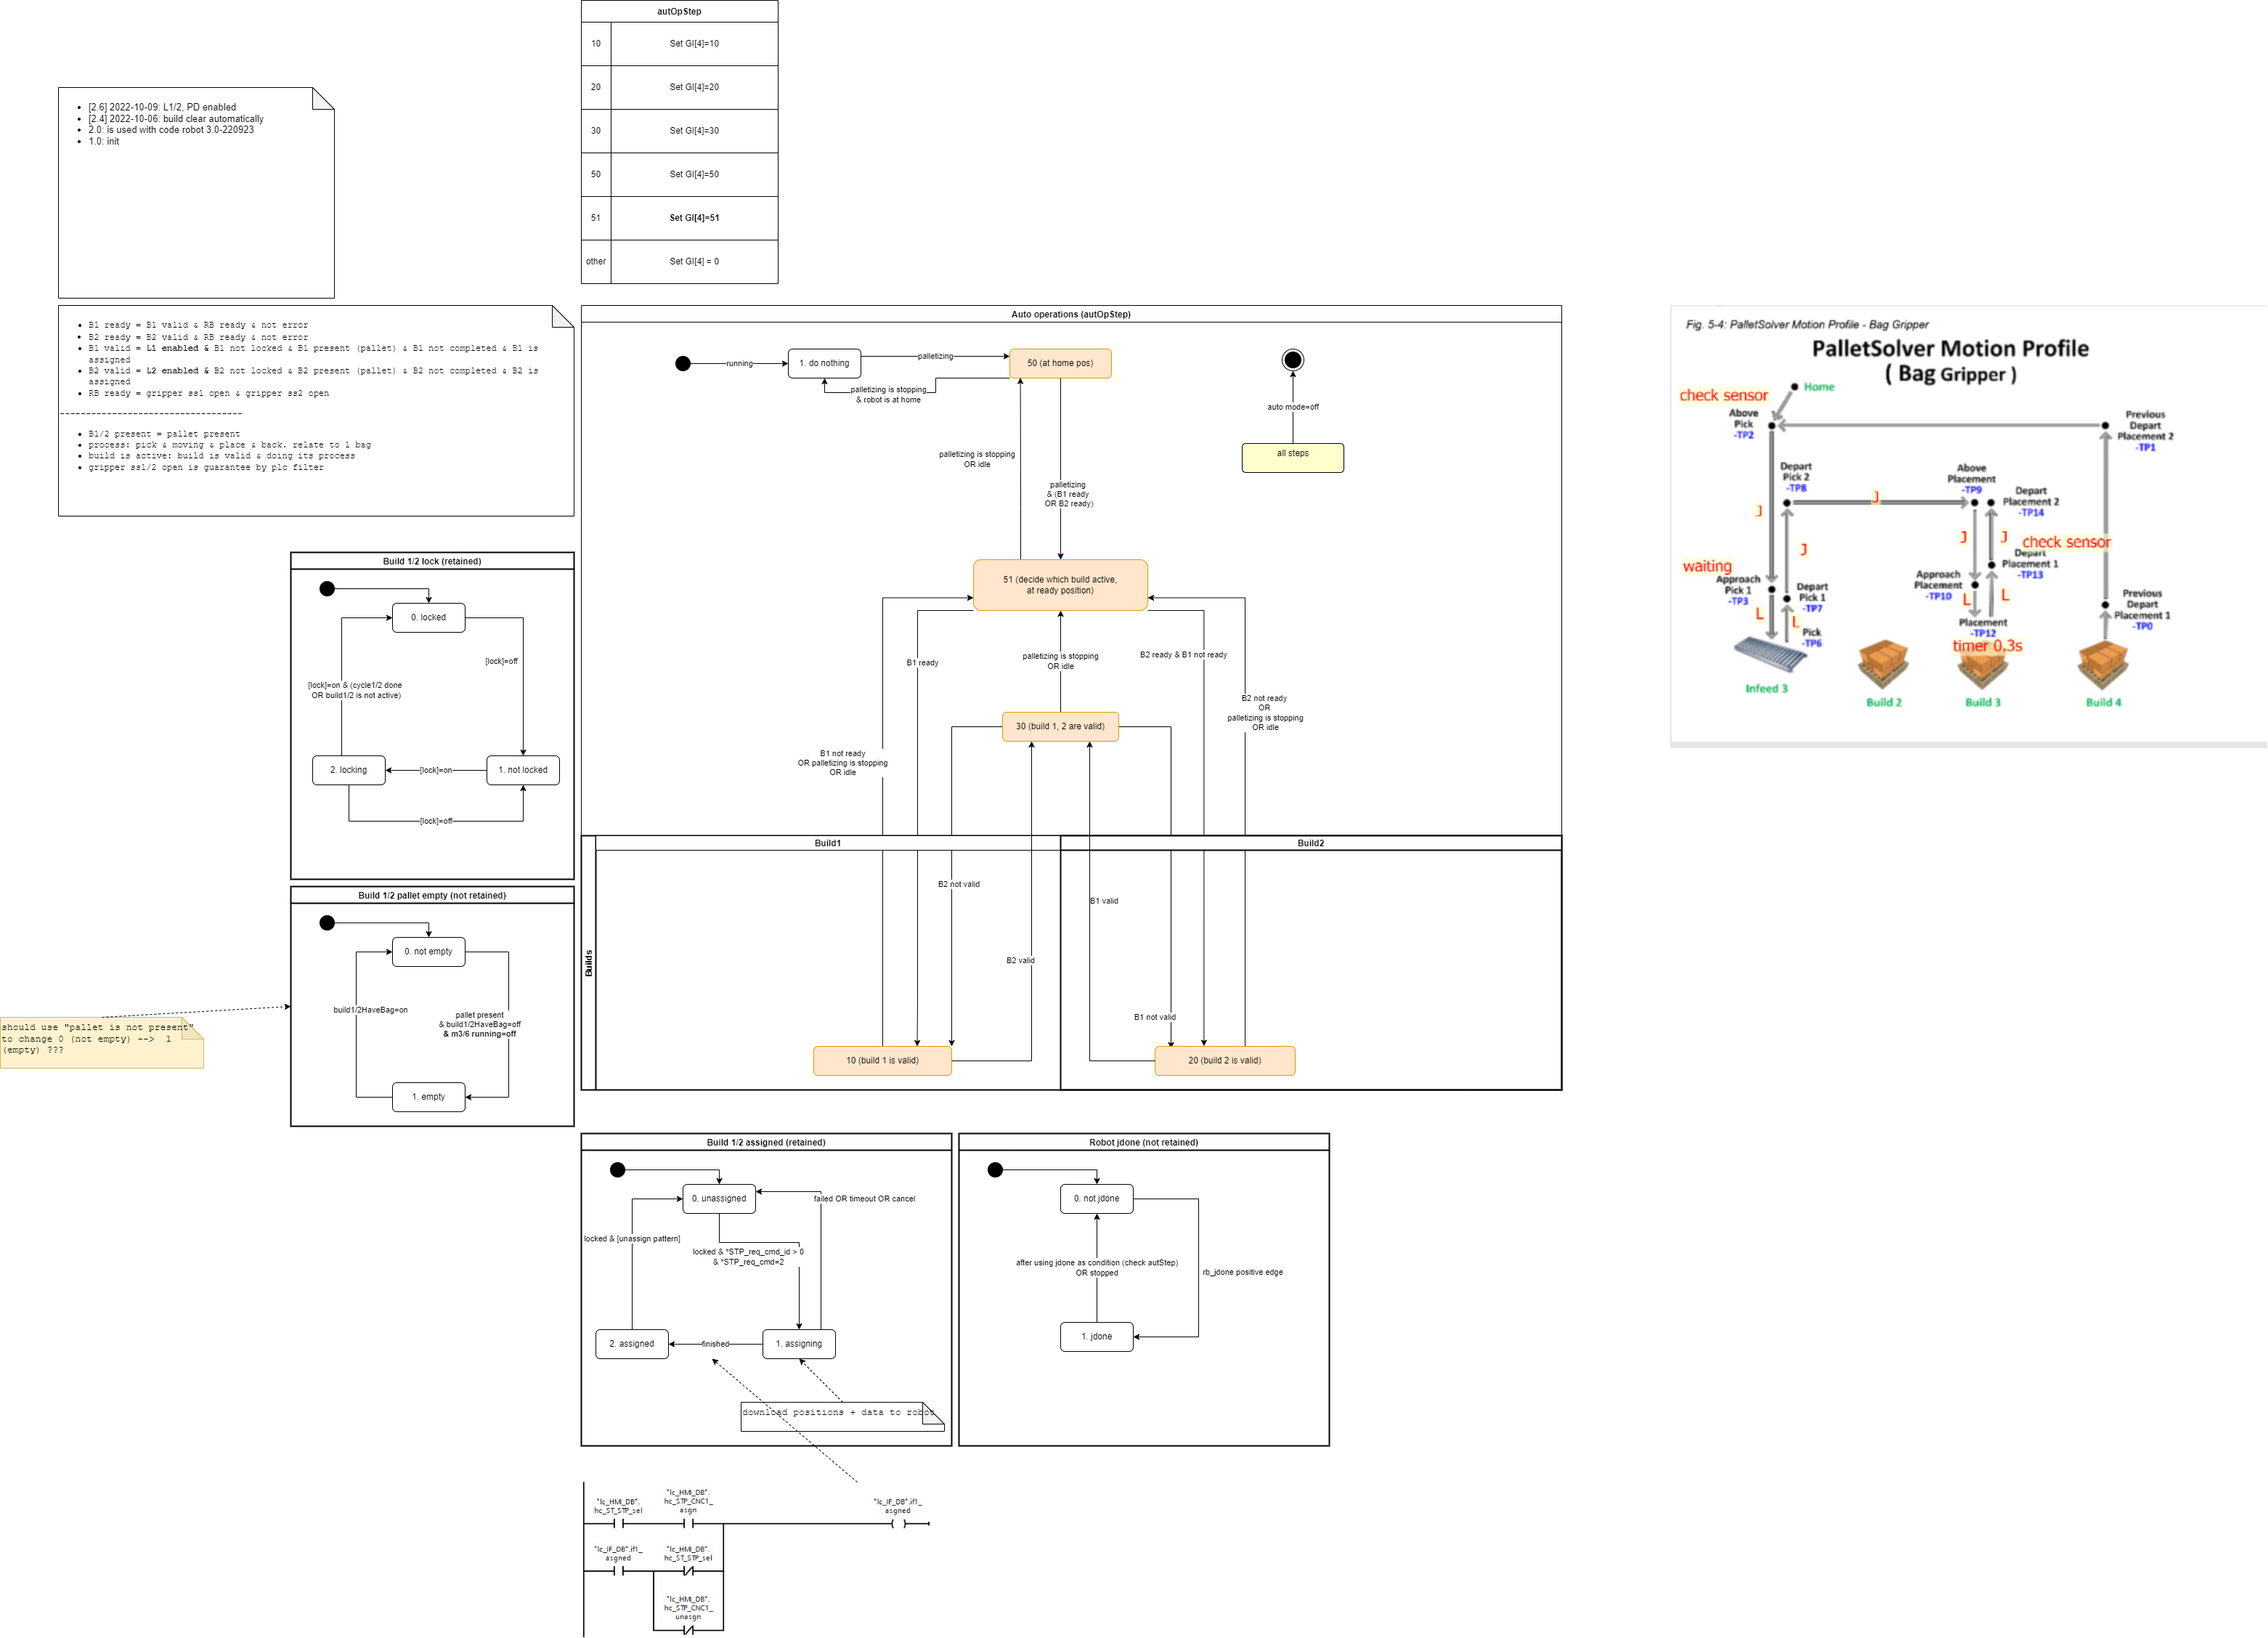 autOpStep
10 Set GI[4]=10
20 Set GI[4]=20
30 Set GI[4]=30
50 Set GI[4]=50
51 Set GI[4]=51
other Set GI[4] = 0
• [2.6] 2022-10-09: L1/2, PD enabled
• [2.4] 2022-10-06: build clear automatically
• 2.0: is used with code robot 3.0-220923
• 1.0: init
• B1 ready = B1 valid & RB ready & not error
• B2 ready = B2 valid & RB ready & not error
• B1 valid = L1 enabled & B1 not locked & B1 present (pallet) & B1 not completed & B1 is
assigned
• B2 valid = L2 enabled & B2 not locked & B2 present (pallet) & B2 not completed & B2 is
assigned
• RB ready = gripper ss1 open & gripper ss2 open
-----------------------------------
• B1/2 present = pallet present
• process: pick & moving & place & back. relate to 1 bag
• build is active: build is valid & doing its process
• gripper ss1/2 open is guarantee by plc filter
Auto operations (autOpStep)
running
1. do nothing
palletizing
50 (at home pos)
palletizing is stopping
& robot is at home
auto mode=off
all steps
palletizing is stopping
OR idle
palletizing
& (B1 ready
OR B2 ready)
51 (decide which build active,
at ready position)
B1 ready
palletizing is stopping
OR idle
B2 ready & B1 not ready
B2 not ready
OR
palletizing is stopping
OR idle
30 (build 1, 2 are valid)
B1 not ready
OR palletizing is stopping
OR idle
Builds
Build1
Build2
B2 not valid
B1 valid
B2 valid
B1 not valid
10 (build 1 is valid)
20 (build 2 is valid)
Fig. 5-4: PalletSolver Motion Profile - Bag Gripper
PalletSolver Motion Profile
( Bag Gripper )
Home
check sensor
Above
Pick
-TP2
Previous
Depart
Placement 2
-TP1
Depart
Pick 2
-TP8
Above
Placement
-TP9
Depart
Placement 2
-TP14
J
J
J
J
J
check sensor
waiting
Approach
Pick 1
-TP3
Depart
Pick 1
-TP7
Approach
Placement
-TP10
Depart
Placement 1
-TP13
L
L
L
L
Pick
-TP6
Placement
-TP12
timer 0.3s
Previous
Depart
Placement 1
-TP0
Infeed 3
Build 2
Build 3
Build 4
Build 1/2 lock (retained)
0. locked
[lock]=off
[lock]=on & (cycle1/2 done
OR build1/2 is not active)
2. locking
[lock]=on
1. not locked
[lock]=off
Build 1/2 pallet empty (not retained)
0. not empty
build1/2HaveBag=on
pallet present
& build1/2HaveBag=off
& m3/6 running=off
1. empty
should use "pallet is not present"
to change 0 (not empty) --> 1
(empty) ???
Build 1/2 assigned (retained)
0. unassigned
failed OR timeout OR cancel
locked & [unassign pattern]
locked & *STP_req_cmd_id > 0
& *STP_req_cmd=2
2. assigned
finished
1. assigning
download positions + data to robot
Robot jdone (not retained)
0. not jdone
after using jdone as condition (check autStep)
OR stopped
rb_jdone positive edge
1. jdone
"lc_HMI_DB".
hc_ST_STP_sel
"lc_HMI_DB".
hc_STP_CNC1_
asgn
"lc_IF_DB".if1_
asgned
"lc_IF_DB".if1_
asgned
"lc_HMI_DB".
hc_ST_STP_sel
"lc_HMI_DB".
hc_STP_CNC1_
unasgn